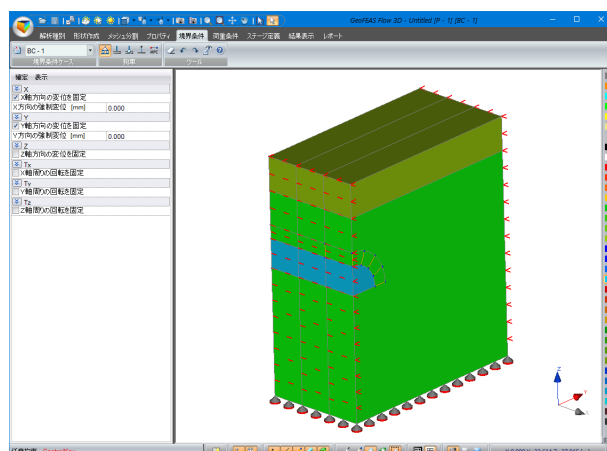 GeoFEAS Flow 3D - Untitled [P - 1] [BC - 1]
解析種別 形状作成 メッシュ分割 プロパティ 境界条件 荷重条件 ステージ定義 結果表示 レポート
BC - 1
境界条件ケース 拘束 ツール
確定 表示
X
X軸方向の変位を固定
X方向の強制変位 [mm] 0.000
Y
Y軸方向の変位を固定
Y方向の強制変位 [mm] 0.000
Z
Z軸方向の変位を固定
Tx
X軸周りの回転を固定
Ty
Y軸周りの回転を固定
Tz
Z軸周りの回転を固定
Z